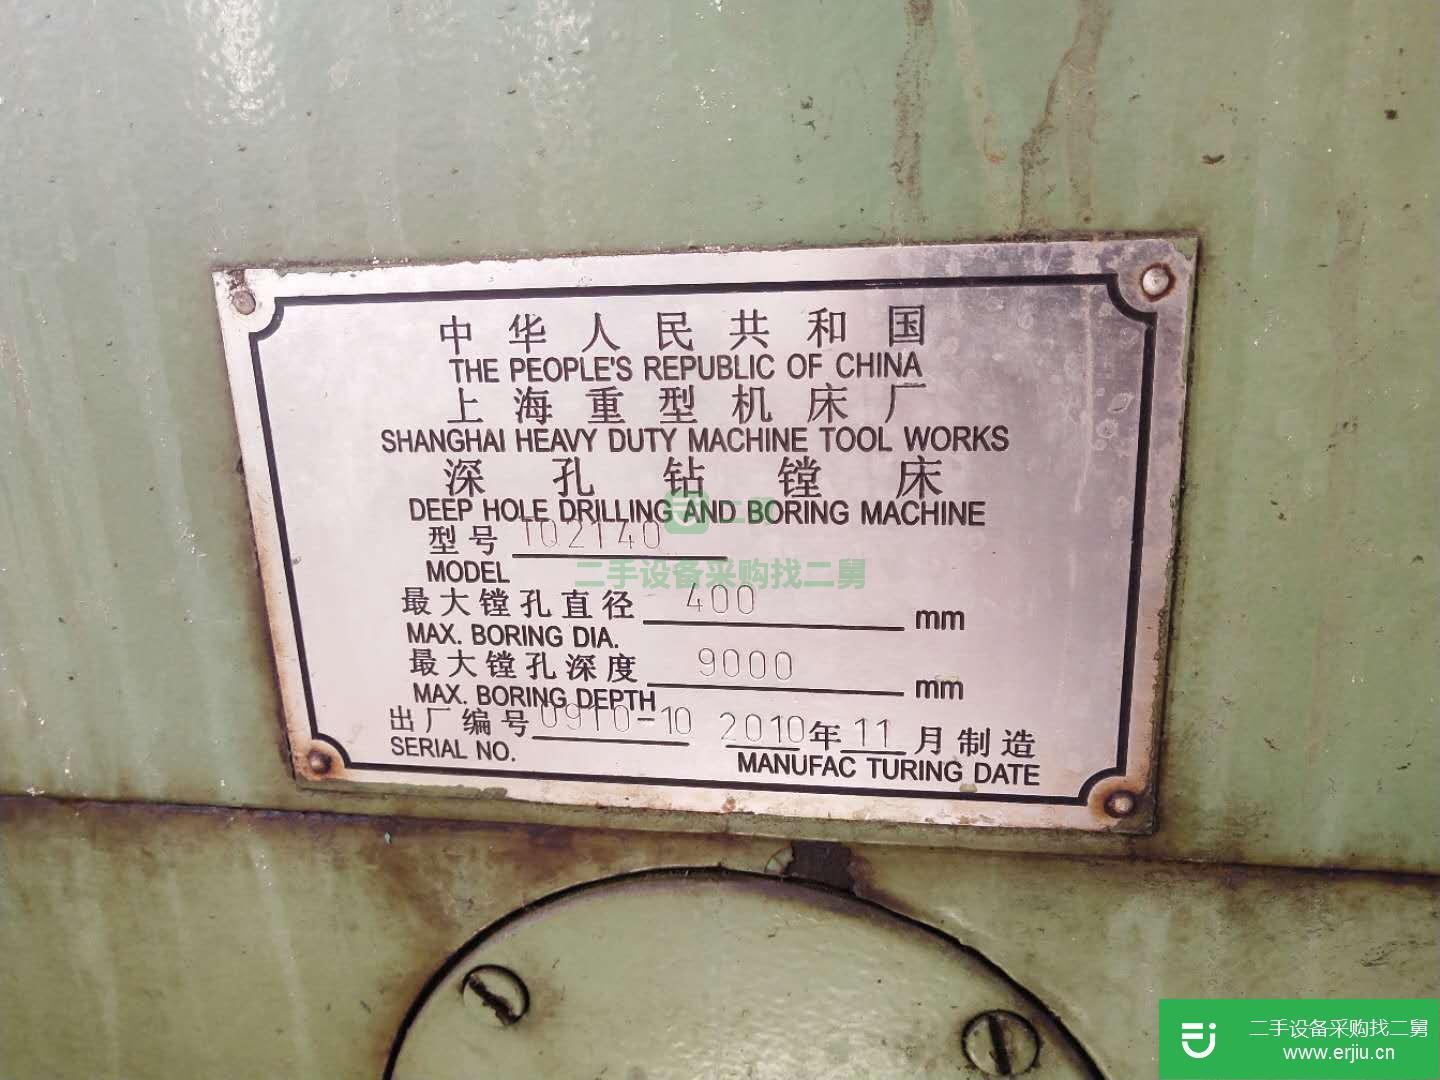 中华人民共和国
THE PEOPLE'S REPUBLIC OF CHINA
上海重型机床厂
SHANGHAI HEAVY DUTY MACHINE TOOL WORKS
深孔钻镗床
DEEP HOLE DRILLING AND BORING MACHINE
型号 TQ2140
MODEL
二手设备采购找二舅
最大镗孔直径 400 mm
MAX. BORING DIA.
最大镗孔深度 9000 mm
MAX. BORING DEPTH
出厂编号 0910-10 2010年11月制造
SERIAL NO. MANUFAC TURING DATE
二手设备采购找二舅
www.erjiu.cn